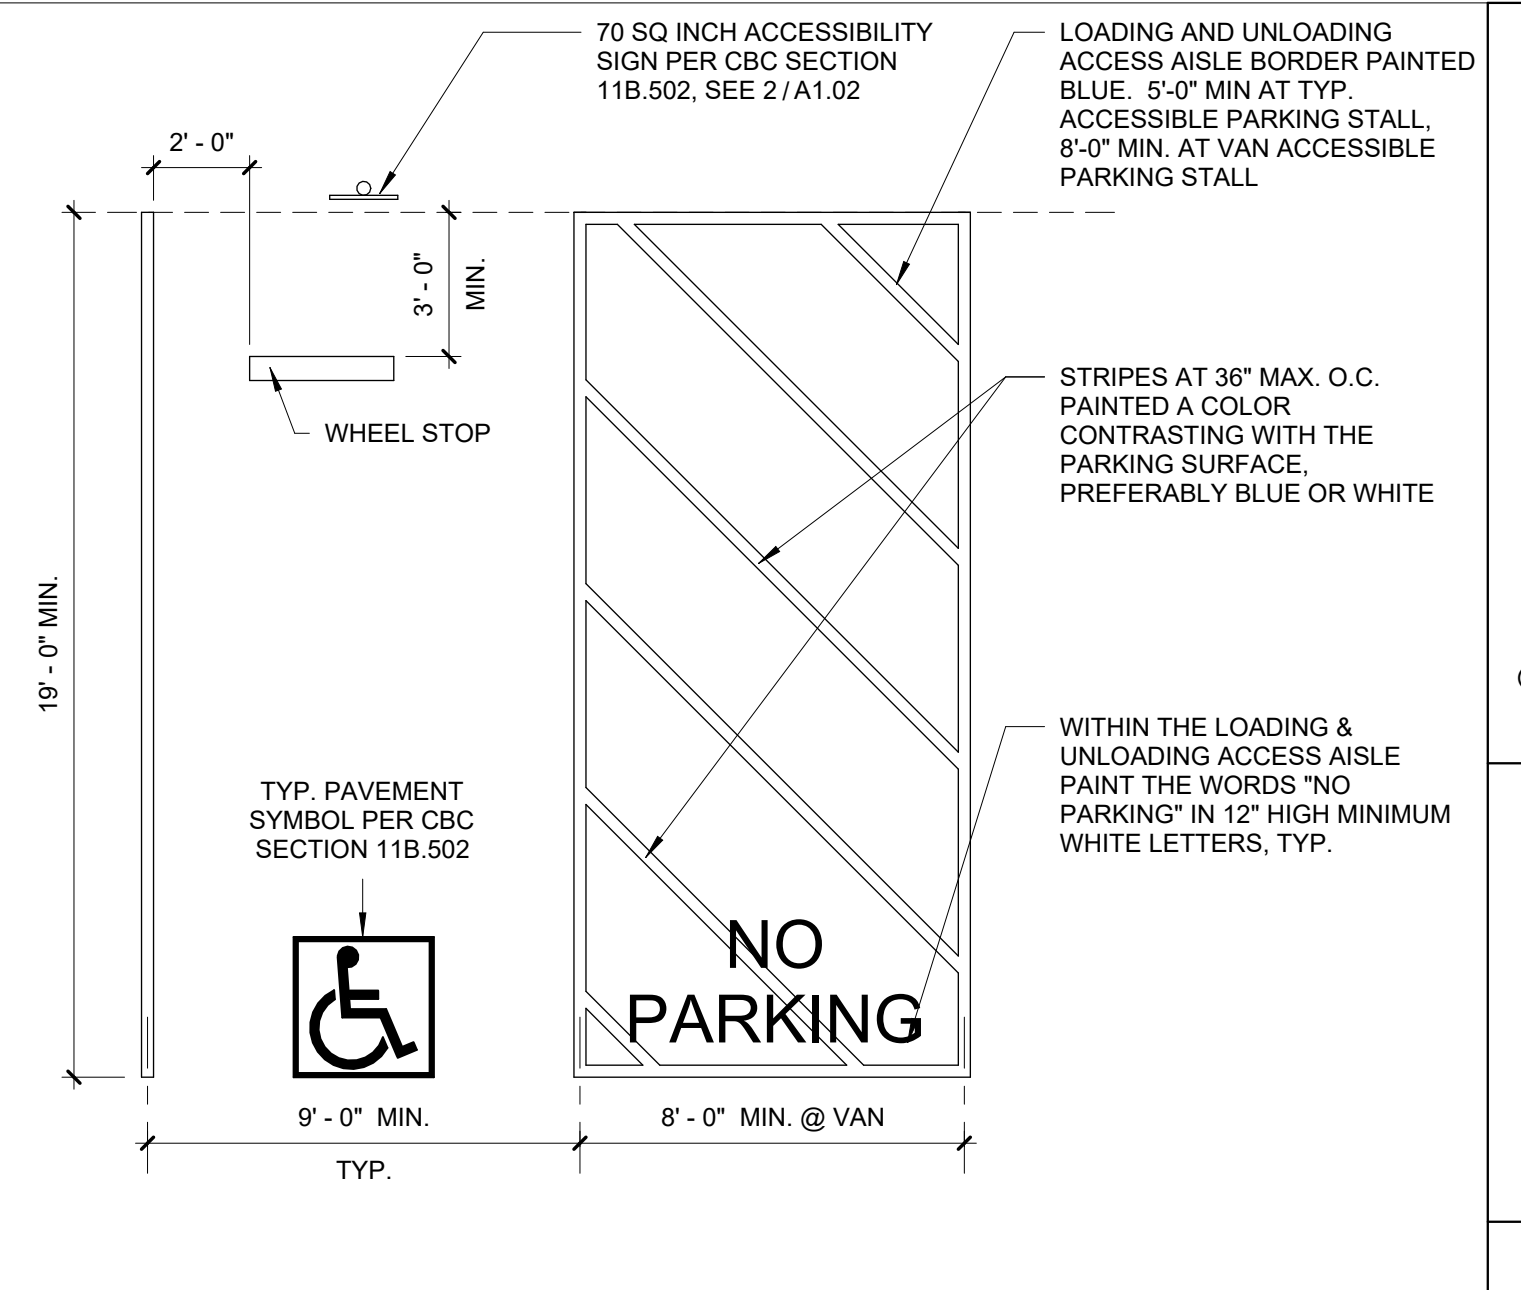 70 SQ INCH ACCESSIBILITY
SIGN PER CBC SECTION
11B.502, SEE 2 / A1.02
LOADING AND UNLOADING
ACCESS AISLE BORDER PAINTED
BLUE.  5'-0" MIN AT TYP.
ACCESSIBLE PARKING STALL,
8'-0" MIN. AT VAN ACCESSIBLE
PARKING STALL
2' - 0"
3' - 0"
MIN.
WHEEL STOP
STRIPES AT 36" MAX. O.C.
PAINTED A COLOR
CONTRASTING WITH THE
PARKING SURFACE,
PREFERABLY BLUE OR WHITE
19' - 0" MIN.
WITHIN THE LOADING &
UNLOADING ACCESS AISLE
PAINT THE WORDS "NO
PARKING" IN 12" HIGH MINIMUM
WHITE LETTERS, TYP.
TYP. PAVEMENT
SYMBOL PER CBC
SECTION 11B.502
NO
PARKING
9' - 0"  MIN.
TYP.
8' - 0"  MIN. @ VAN